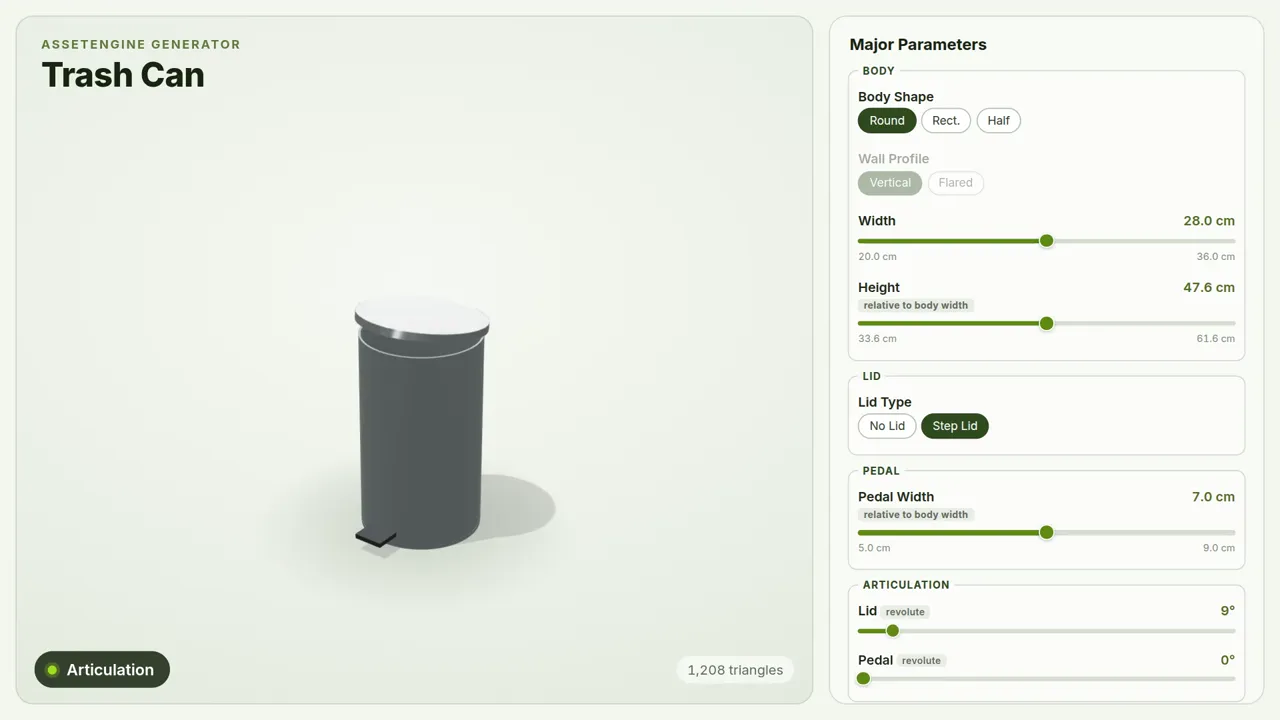 ASSETENGINE GENERATOR
Trash Can
Articulation
1,208 triangles
Major Parameters
BODY
Body Shape
Round Rect. Half
Wall Profile
Vertical Flared
Width 28.0 cm
20.0 cm 36.0 cm
Height 47.6 cm
relative to body width
33.6 cm 61.6 cm
LID
Lid Type
No Lid Step Lid
PEDAL
Pedal Width 7.0 cm
relative to body width
5.0 cm 9.0 cm
ARTICULATION
Lid revolute 9°
Pedal revolute 0°